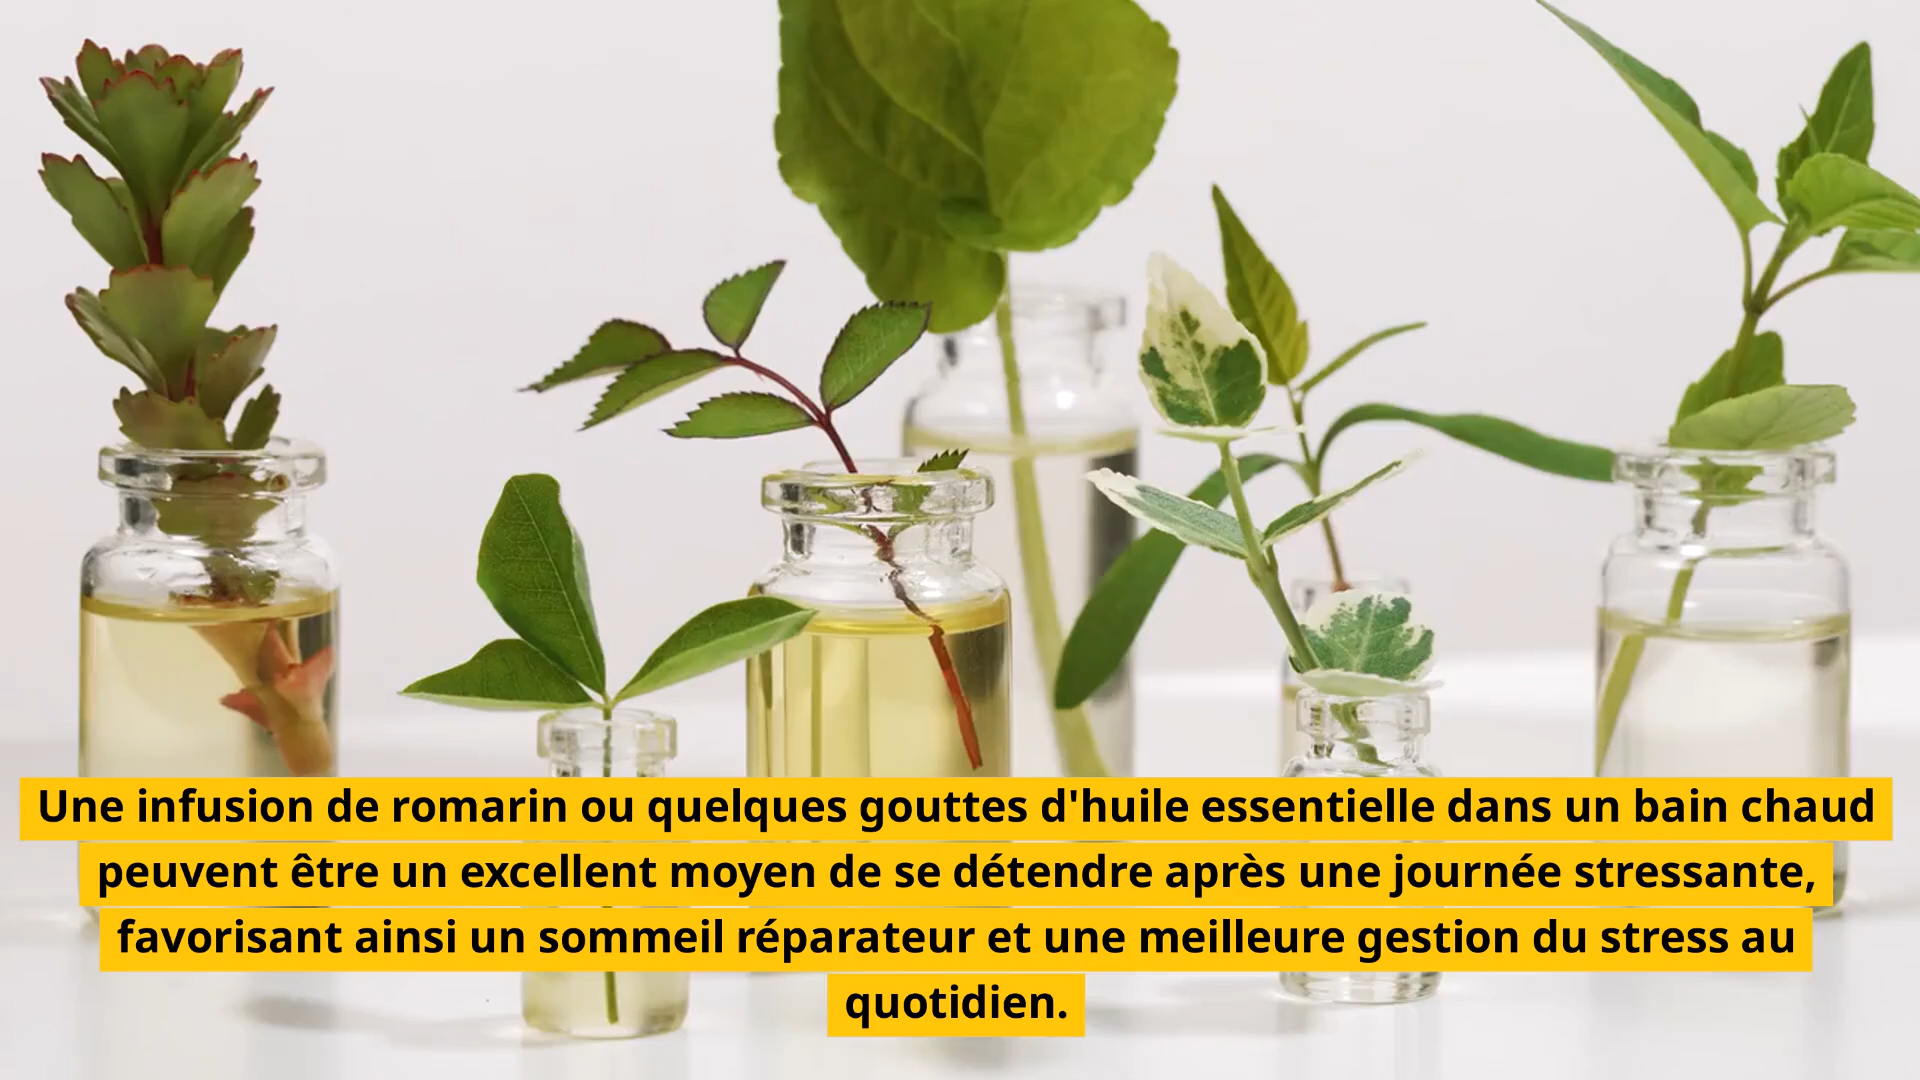 Une infusion de romarin ou quelques gouttes d'huile essentielle dans un bain chaud
peuvent être un excellent moyen de se détendre après une journée stressante,
favorisant ainsi un sommeil réparateur et une meilleure gestion du stress au
quotidien.